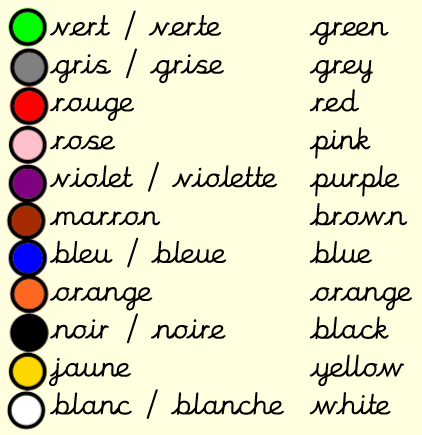 vert / verte green
gris / grise grey
rouge red
rose pink
violet / violette purple
marron brown
bleu / bleue blue
orange orange
noir / noire black
jaune yellow
blanc / blanche white